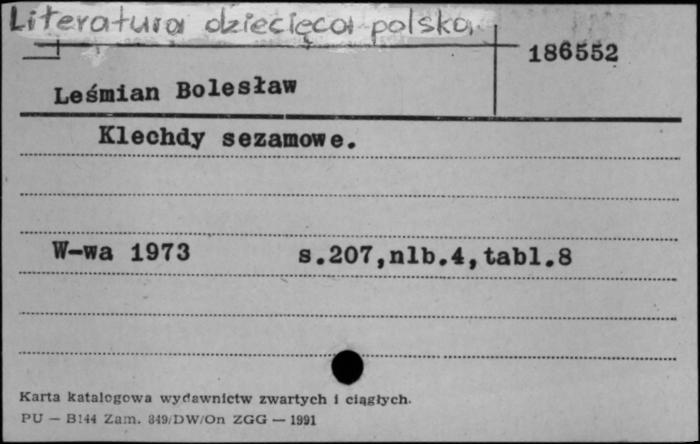 Literatura dziecięca polska
186552
Leśmian Bolesław
Klechdy sezamowe.
W-wa 1973 s.207,nlb.4,tabl.8
Karta katalogowa wydawnictw zwartych i ciągłych.
PU — B144 Zam. 849/DW/On ZGG — 1991